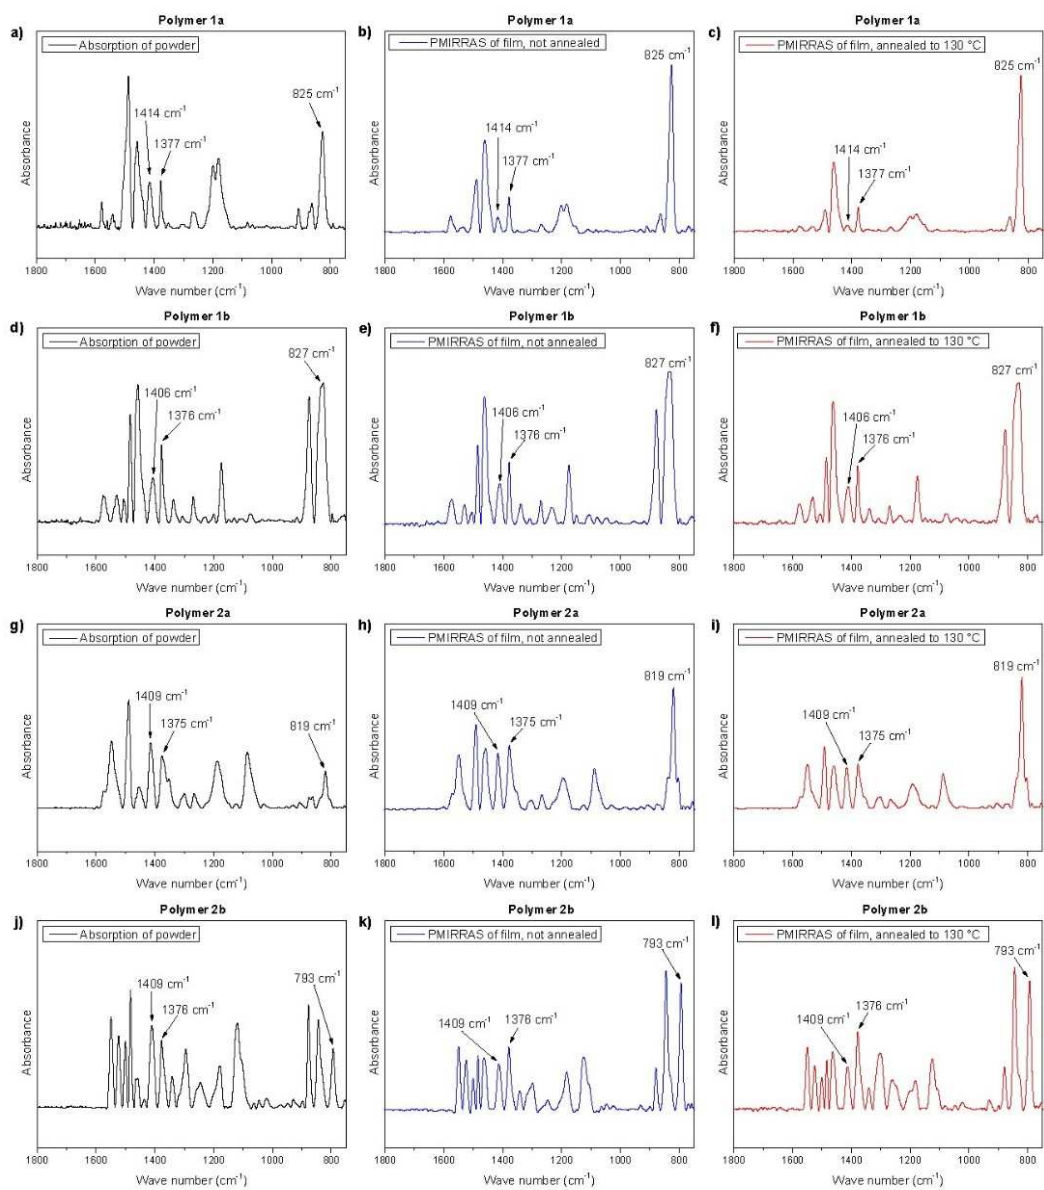 Polymer 1a
a)
Absorption of powder
1414 cm-1
1377 cm-1
825 cm-1
Absorbance
1800 1600 1400 1200 1000 800
Wave number (cm-1)
Polymer 1a
b)
PMIRRAS of film, not annealed
825 cm-1
1414 cm-1
1377 cm-1
Absorbance
1800 1600 1400 1200 1000 800
Wave number (cm-1)
Polymer 1a
c)
PMIRRAS of film, annealed to 130 °C
825 cm-1
1414 cm-1
1377 cm-1
Absorbance
1800 1600 1400 1200 1000 800
Wave number (cm-1)
Polymer 1b
d)
Absorption of powder
827 cm-1
1406 cm-1
1376 cm-1
Absorbance
1800 1600 1400 1200 1000 800
Wave number (cm-1)
Polymer 1b
e)
PMIRRAS of film, not annealed
827 cm-1
1406 cm-1
1376 cm-1
Absorbance
1800 1600 1400 1200 1000 800
Wave number (cm-1)
Polymer 1b
f)
PMIRRAS of film, annealed to 130 °C
827 cm-1
1406 cm-1
1376 cm-1
Absorbance
1800 1600 1400 1200 1000 800
Wave number (cm-1)
Polymer 2a
g)
Absorption of powder
1409 cm-1
1375 cm-1
819 cm-1
Absorbance
1800 1600 1400 1200 1000 800
Wave number (cm-1)
Polymer 2a
h)
PMIRRAS of film, not annealed
819 cm-1
1409 cm-1
1375 cm-1
Absorbance
1800 1600 1400 1200 1000 800
Wave number (cm-1)
Polymer 2a
i)
PMIRRAS of film, annealed to 130 °C
819 cm-1
1409 cm-1
1375 cm-1
Absorbance
1800 1600 1400 1200 1000 800
Wave number (cm-1)
Polymer 2b
j)
Absorption of powder
1409 cm-1
1376 cm-1
793 cm-1
Absorbance
1800 1600 1400 1200 1000 800
Wave number (cm-1)
Polymer 2b
k)
PMIRRAS of film, not annealed
793 cm-1
1409 cm-1
1376 cm-1
Absorbance
1800 1600 1400 1200 1000 800
Wave number (cm-1)
Polymer 2b
l)
PMIRRAS of film, annealed to 130 °C
793 cm-1
1409 cm-1
1376 cm-1
Absorbance
1800 1600 1400 1200 1000 800
Wave number (cm-1)